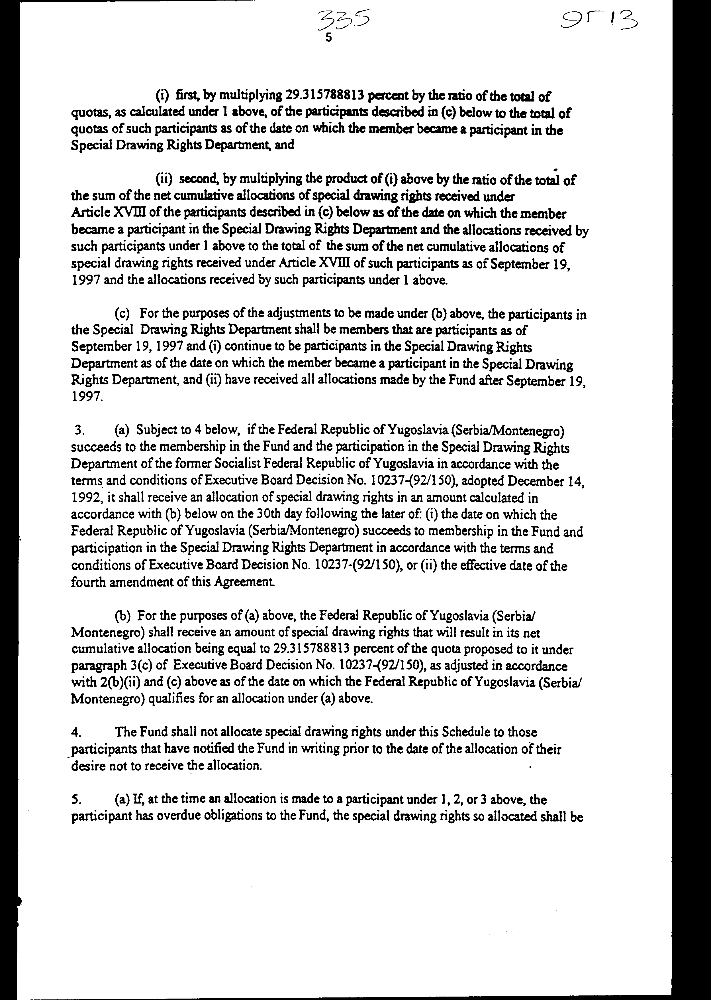 335
5
(i) first, by multiplying 29.315788813 percent by the ratio of the total of
quotas, as calculated under 1 above, of the participants described in (c) below to the total of
quotas of such participants as of the date on which the member became a participant in the
Special Drawing Rights Department, and
(ii) second, by multiplying the product of (i) above by the ratio of the total of
the sum of the net cumulative allocations of special drawing rights received under
Article XVIII of the participants described in (c) below as of the date on which the member
became a participant in the Special Drawing Rights Department and the allocations received by
such participants under 1 above to the total of the sum of the net cumulative allocations of
special drawing rights received under Article XVIII of such participants as of September 19,
1997 and the allocations received by such participants under 1 above.
(c) For the purposes of the adjustments to be made under (b) above, the participants in
the Special Drawing Rights Department shall be members that are participants as of
September 19, 1997 and (i) continue to be participants in the Special Drawing Rights
Department as of the date on which the member became a participant in the Special Drawing
Rights Department, and (ii) have received all allocations made by the Fund after September 19,
1997.
3. (a) Subject to 4 below, if the Federal Republic of Yugoslavia (Serbia/Montenegro)
succeeds to the membership in the Fund and the participation in the Special Drawing Rights
Department of the former Socialist Federal Republic of Yugoslavia in accordance with the
terms and conditions of Executive Board Decision No. 10237-(92/150), adopted December 14,
1992, it shall receive an allocation of special drawing rights in an amount calculated in
accordance with (b) below on the 30th day following the later of: (i) the date on which the
Federal Republic of Yugoslavia (Serbia/Montenegro) succeeds to membership in the Fund and
participation in the Special Drawing Rights Department in accordance with the terms and
conditions of Executive Board Decision No. 10237-(92/150), or (ii) the effective date of the
fourth amendment of this Agreement.
(b) For the purposes of (a) above, the Federal Republic of Yugoslavia (Serbia/
Montenegro) shall receive an amount of special drawing rights that will result in its net
cumulative allocation being equal to 29.315788813 percent of the quota proposed to it under
paragraph 3(c) of Executive Board Decision No. 10237-(92/150), as adjusted in accordance
with 2(b)(ii) and (c) above as of the date on which the Federal Republic of Yugoslavia (Serbia/
Montenegro) qualifies for an allocation under (a) above.
4. The Fund shall not allocate special drawing rights under this Schedule to those
participants that have notified the Fund in writing prior to the date of the allocation of their
desire not to receive the allocation.
5. (a) If, at the time an allocation is made to a participant under 1, 2, or 3 above, the
participant has overdue obligations to the Fund, the special drawing rights so allocated shall be